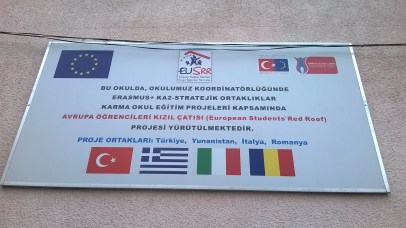 EUSRR
BU OKULDA, OKULUMUZ KOORDİNATÖRLÜĞÜNDE
ERASMUS+ KA2-STRATEJİK ORTAKLIKLAR
KARMA OKUL EĞİTİM PROJELERİ KAPSAMINDA
AVRUPA ÖĞRENCİLERİ KIZIL ÇATISI (European Students' Red Roof)
PROJESİ YÜRÜTÜLMEKTEDİR.
PROJE ORTAKLARI: Türkiye, Yunanistan, İtalya, Romanya